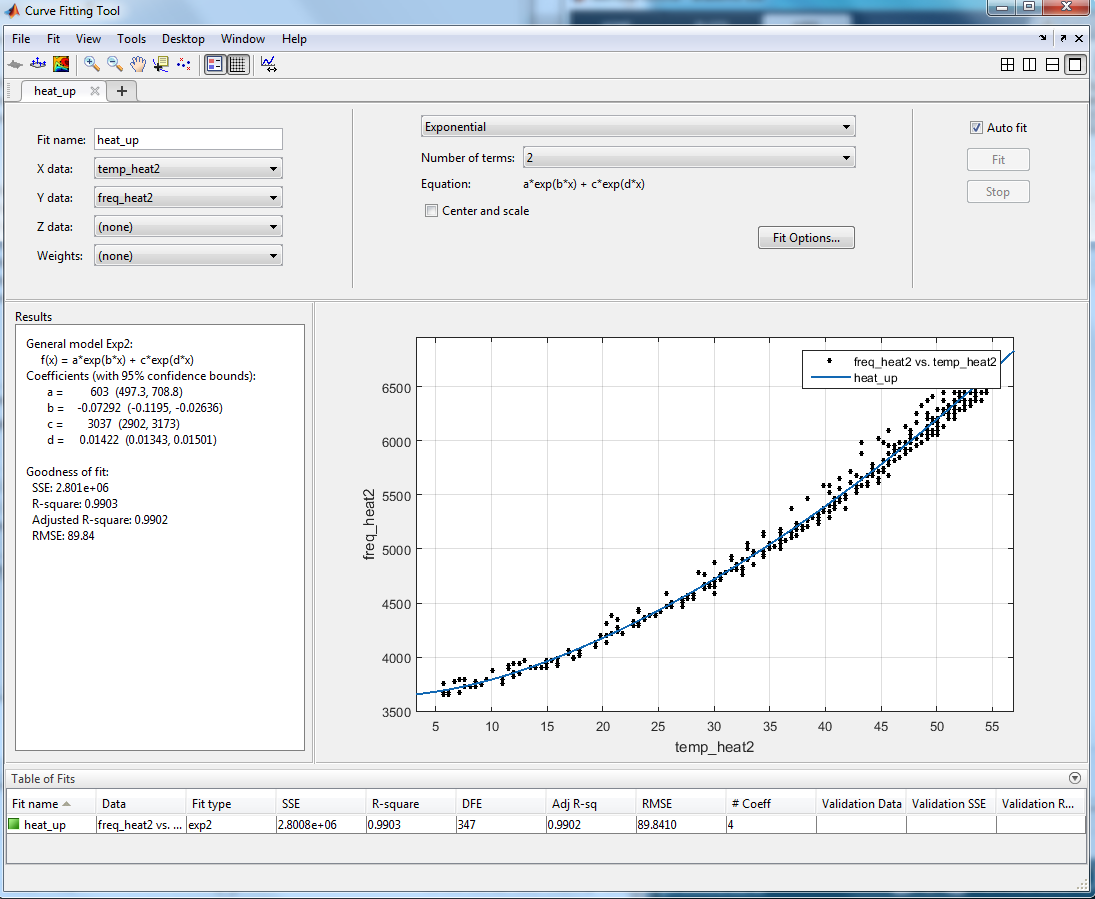 Curve Fitting Tool
File Fit View Tools Desktop Window Help
heat_up
Fit name: heat_up
X data: temp_heat2
Y data: freq_heat2
Z data: (none)
Weights: (none)
Exponential
Number of terms: 2
Equation: a*exp(b*x) + c*exp(d*x)
Center and scale
Fit Options...
Auto fit
Fit
Stop
Results
General model Exp2:
f(x) = a*exp(b*x) + c*exp(d*x)
Coefficients (with 95% confidence bounds):
a = 603 (497.3, 708.8)
b = -0.07292 (-0.1195, -0.02636)
c = 3037 (2902, 3173)
d = 0.01422 (0.01343, 0.01501)
Goodness of fit:
SSE: 2.801e+06
R-square: 0.9903
Adjusted R-square: 0.9902
RMSE: 89.84
freq_heat2 vs. temp_heat2
heat_up
6500
6000
5500
5000
4500
4000
3500
freq_heat2
5 10 15 20 25 30 35 40 45 50 55
temp_heat2
Table of Fits
Fit name Data Fit type SSE R-square DFE Adj R-sq RMSE # Coeff Validation Data Validation SSE Validation R...
heat_up freq_heat2 vs. ... exp2 2.8008e+06 0.9903 347 0.9902 89.8410 4